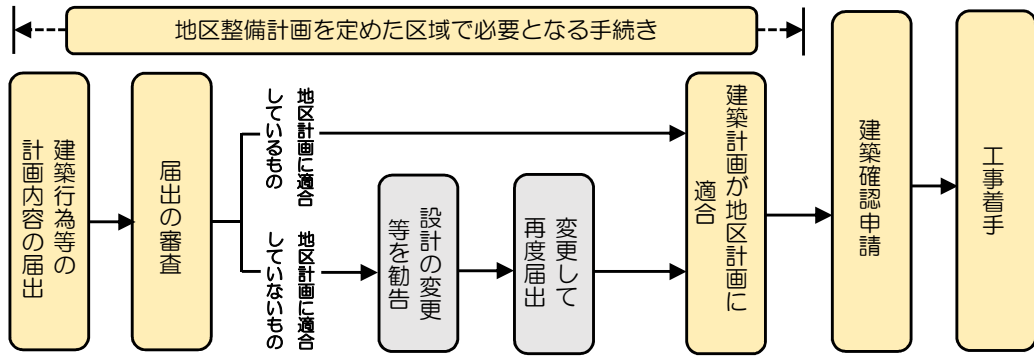 地区整備計画を定めた区域で必要となる手続き
建築行為等の
計画内容の届出
届出の審査
地区計画に適合
しているもの
地区計画に適合
していないもの
設計の変更
等を勧告
変更して
再度届出
建築計画が地区計画に
適合
建築確認申請
工事着手